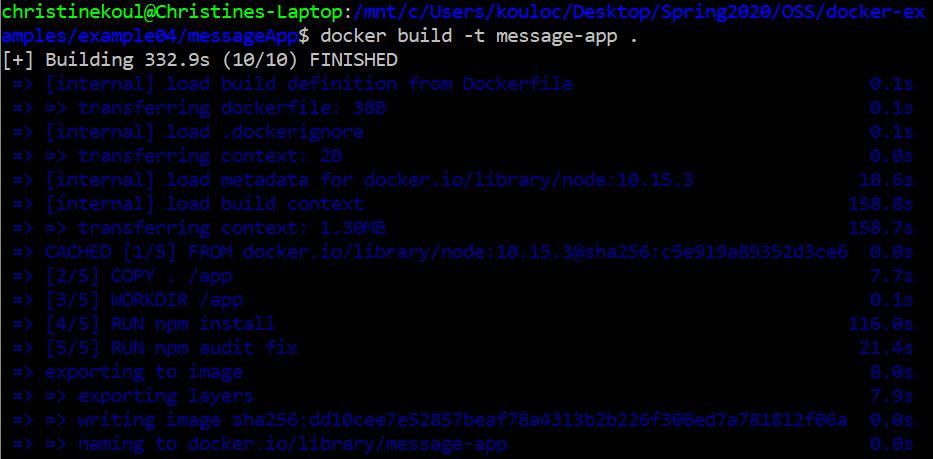 christinekoul@Christines-Laptop:/mnt/c/Users/kouloc/Desktop/Spring2020/OSS/docker-ex
amples/example04/messageApp$ docker build -t message-app .
[+] Building 332.9s (10/10) FINISHED
=> [internal] load build definition from Dockerfile 0.1s
=> => transferring dockerfile: 38B 0.1s
=> [internal] load .dockerignore 0.1s
=> => transferring context: 2B 0.0s
=> [internal] load metadata for docker.io/library/node:10.15.3 18.6s
=> [internal] load build context 158.8s
=> => transferring context: 1.30MB 158.7s
=> CACHED [1/5] FROM docker.io/library/node:10.15.3@sha256:c5e919a89352d3ce6 0.0s
=> [2/5] COPY . /app 7.7s
=> [3/5] WORKDIR /app 0.1s
=> [4/5] RUN npm install 116.0s
=> [5/5] RUN npm audit fix 21.4s
=> exporting to image 8.0s
=> => exporting layers 7.9s
=> => writing image sha256:dd10cee7e52857beaf78a4313b2b226f308ed7a781812f06a 0.0s
=> => naming to docker.io/library/message-app 0.0s